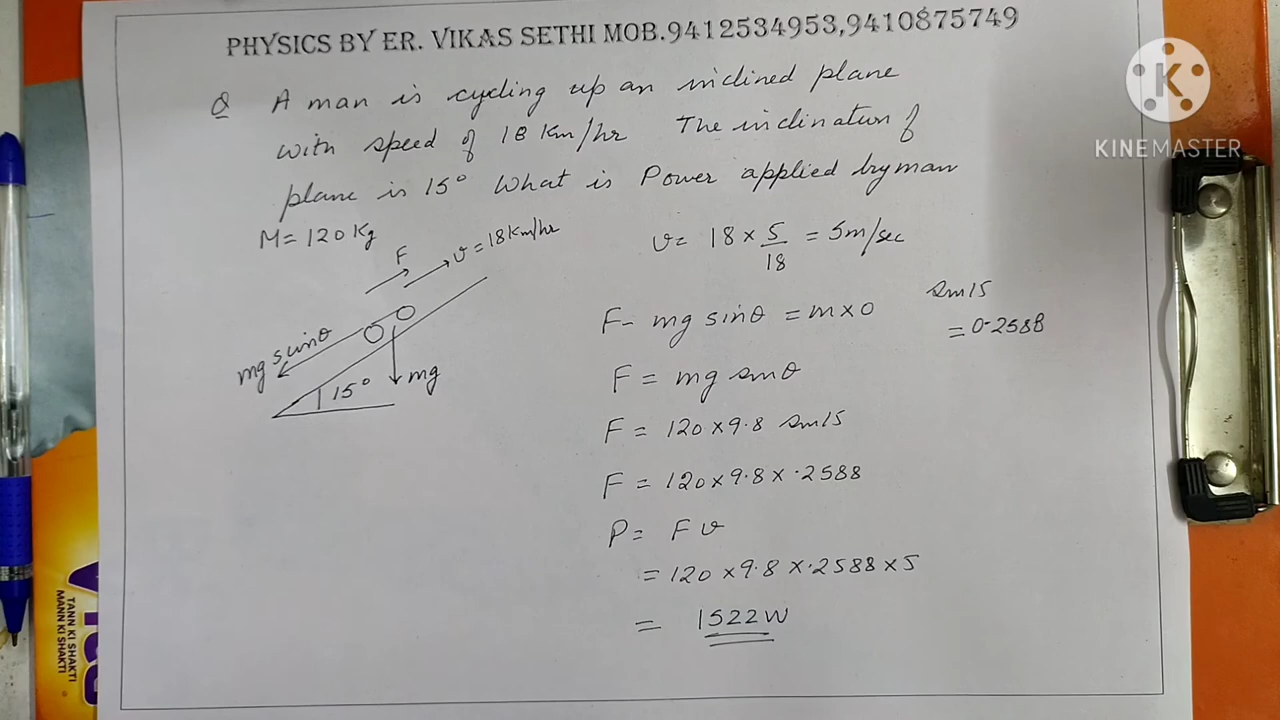 PHYSICS BY ER. VIKAS SETHI MOB.9412534953,9410875749
K
KINEMASTER
Q A man is cycling up an inclined plane
with speed of 18 Km/hr The inclination of
plane is 15° What is Power applied by man
M= 120 Kg
F
v = 18 Km/hr
mg sinθ
15°
mg
v= 18 × 5/18 = 5m/sec
F- mg sinθ = m×0
sin15
= 0.2588
F = mg sinθ
F = 120×9.8 sin15
F = 120×9.8×.2588
P = Fv
= 120×9.8×.2588×5
= 1522W
TANN KI SHAKTI
MANN KI SHAKTI